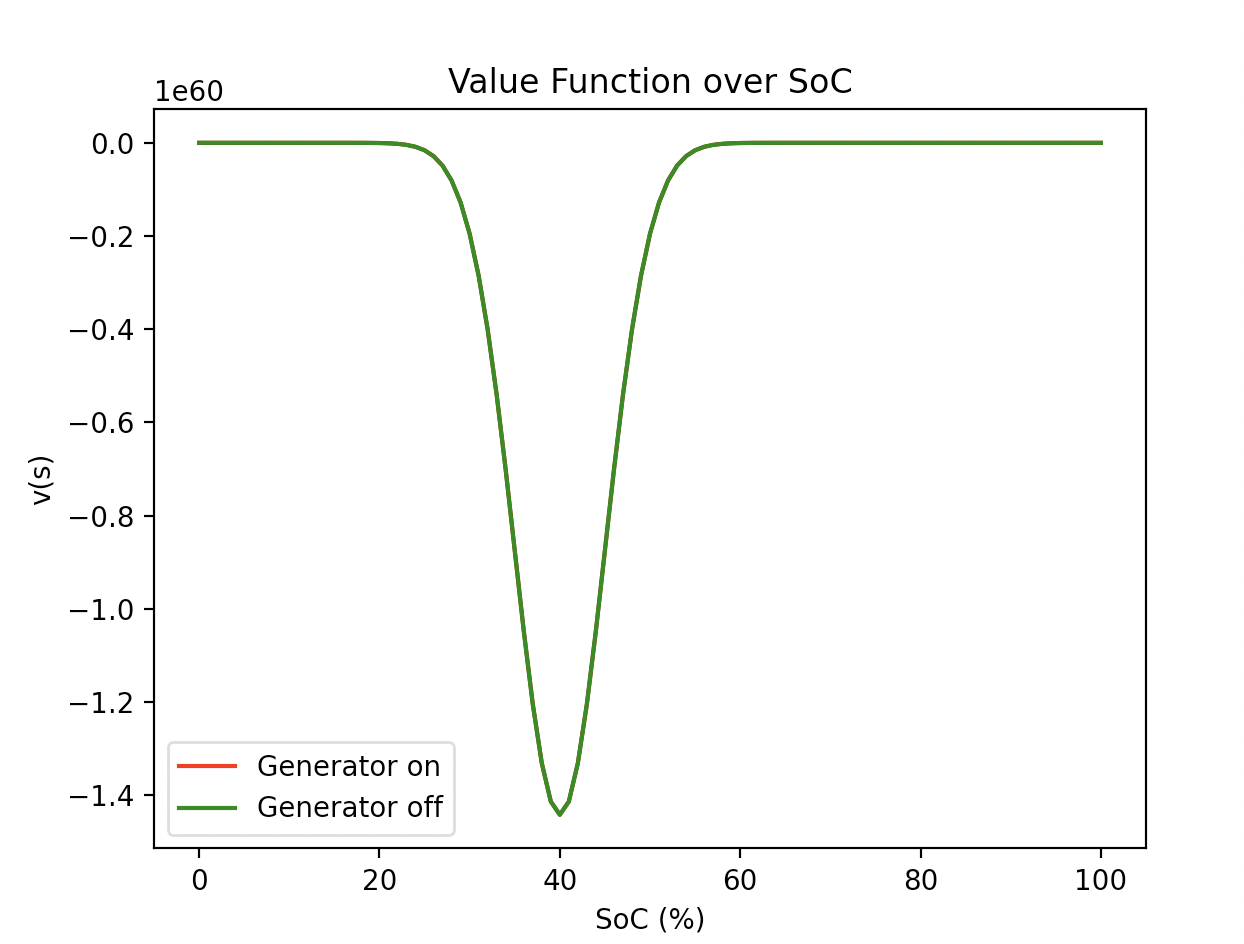 Value Function over SoC
1e60
0.0
−0.2
−0.4
−0.6
−0.8
−1.0
−1.2
−1.4
v(s)
Generator on
Generator off
0 20 40 60 80 100
SoC (%)